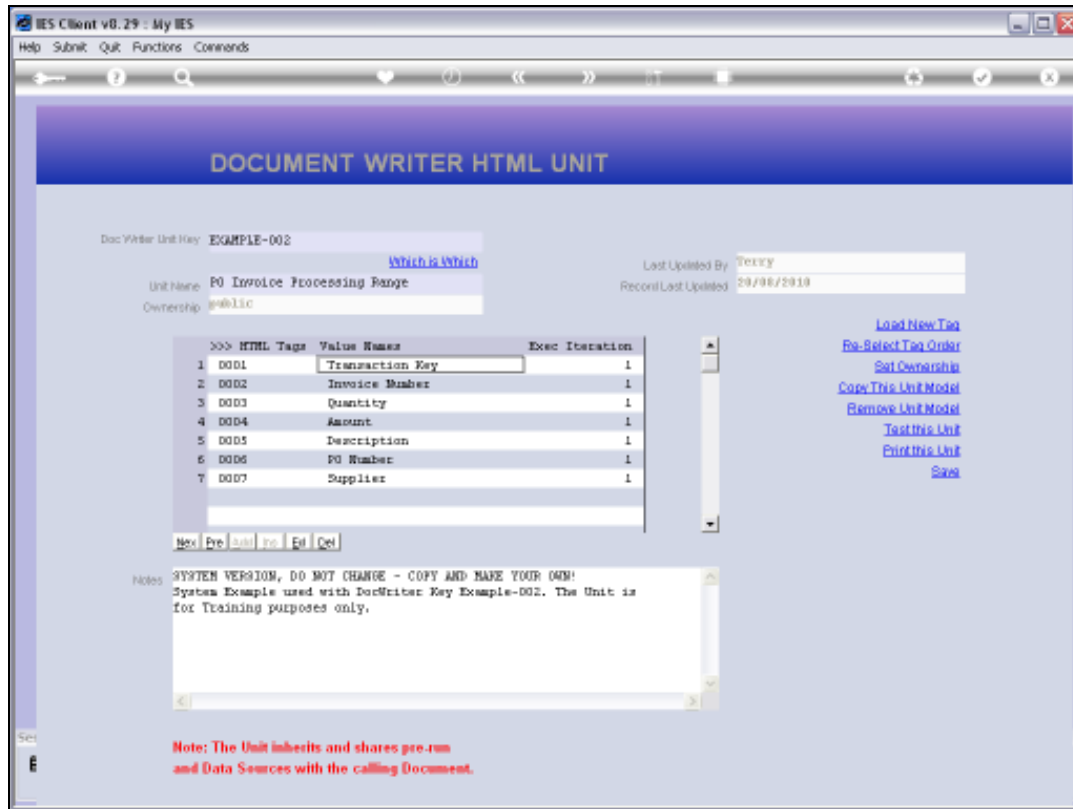 IES Client v8.29 : My IES
Help Submit Quit Functions Commands
DOCUMENT WRITER HTML UNIT
Doc Writer Unit Key EXAMPLE-002
Which is Which
Unit Name PO Invoice Processing Range
Ownership public
Last Updated By Terry
Record Last Updated 20/08/2010
Load New Tag
Re-Select Tag Order
Set Ownership
Copy This Unit Model
Remove Unit Model
Test this Unit
Print this Unit
Save
>>> HTML Tags Value Names Exec Iteration
1 0001 Transaction Key 1
2 0002 Invoice Number 1
3 0003 Quantity 1
4 0004 Amount 1
5 0005 Description 1
6 0006 PO Number 1
7 0007 Supplier 1
Nex Pre Add Ins Ed Del
Notes
SYSTEM VERSION, DO NOT CHANGE - COPY AND MAKE YOUR OWN!
System Example used with DocWriter Key Example-002. The Unit is
for Training purposes only.
Note: The Unit inherits and shares pre-run
and Data Sources with the calling Document.